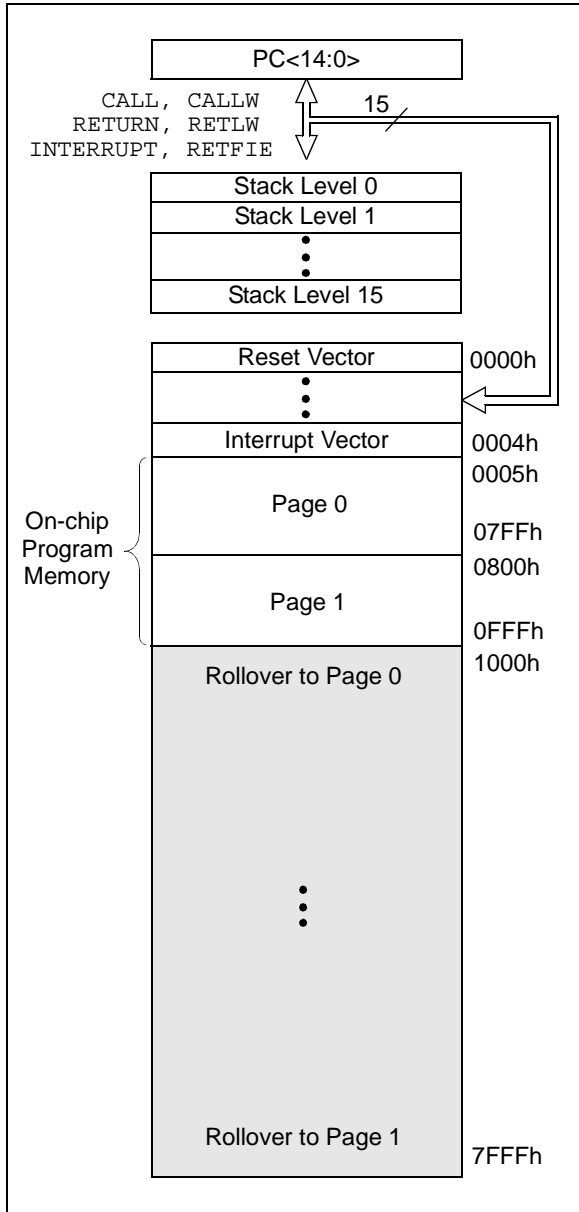 PC<14:0>
CALL, CALLW
RETURN, RETLW
INTERRUPT, RETFIE
15
Stack Level 0
Stack Level 1
Stack Level 15
Reset Vector
0000h
Interrupt Vector
0004h
0005h
On-chip
Program
Memory
Page 0
07FFh
0800h
Page 1
0FFFh
1000h
Rollover to Page 0
Rollover to Page 1
7FFFh